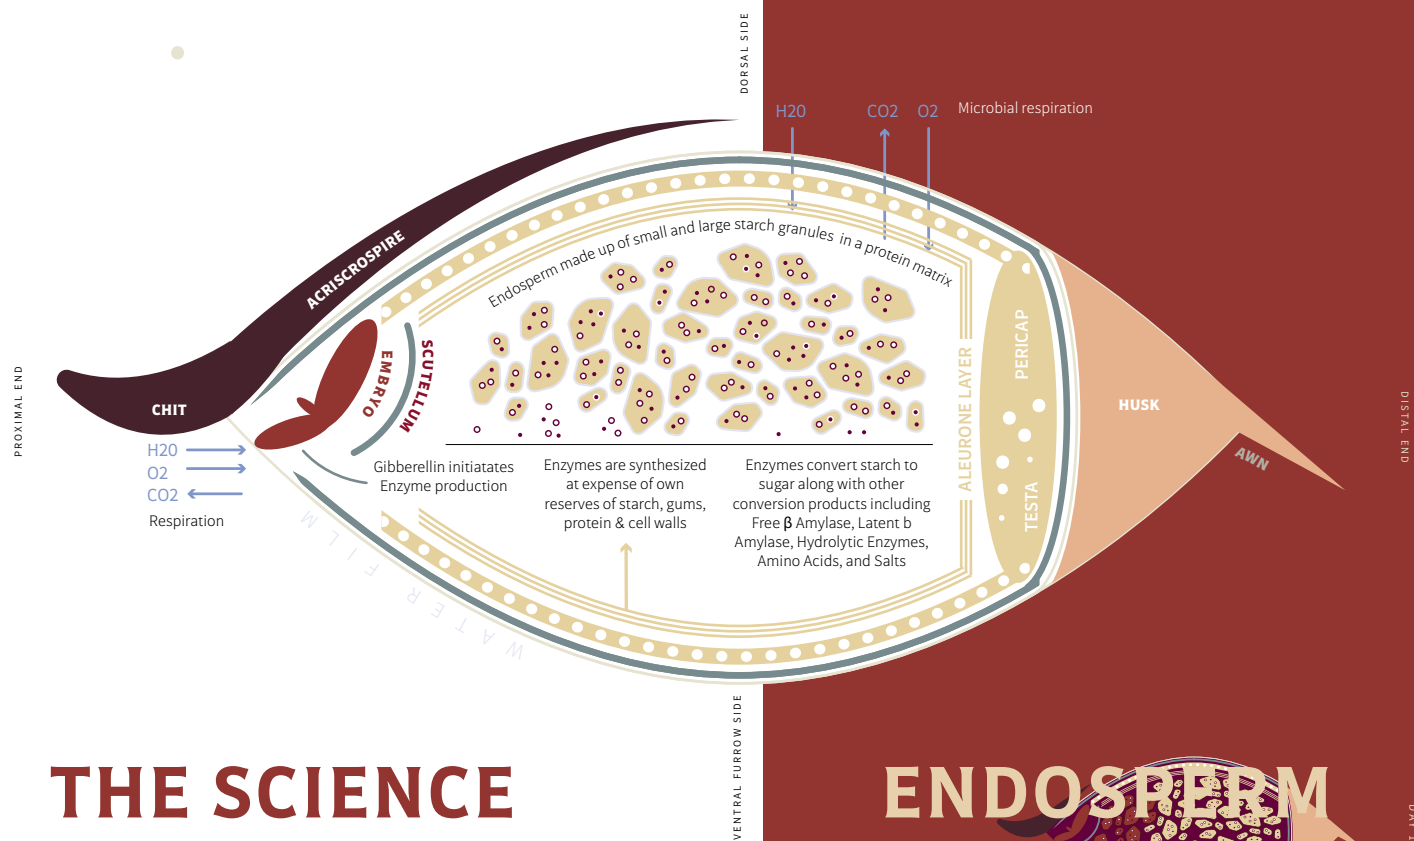 DORSAL SIDE
H20
CO2
O2
Microbial respiration
Endosperm made up of small and large starch granules in a protein matrix
ACRISCROSPIRE
CHIT
EMBRYO
SCUTELLUM
PROXIMAL END
H20
O2
CO2
Respiration
Gibberellin initiatates
Enzyme production
Enzymes are synthesized
at expense of own
reserves of starch, gums,
protein & cell walls
Enzymes convert starch to
sugar along with other
conversion products including
Free β Amylase, Latent b
Amylase, Hydrolytic Enzymes,
Amino Acids, and Salts
ALEURONE LAYER
PERICAP
TESTA
HUSK
AWN
DISTAL END
WATER FILM
VENTRAL FURROW SIDE
THE SCIENCE
ENDOSPERM